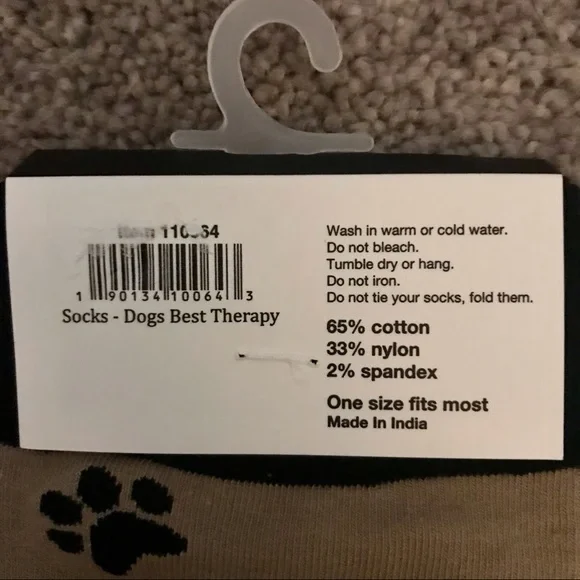 1 90134 10064 3
Socks - Dogs Best Therapy
Wash in warm or cold water.
Do not bleach.
Tumble dry or hang.
Do not iron.
Do not tie your socks, fold them.
65% cotton
33% nylon
2% spandex
One size fits most
Made In India